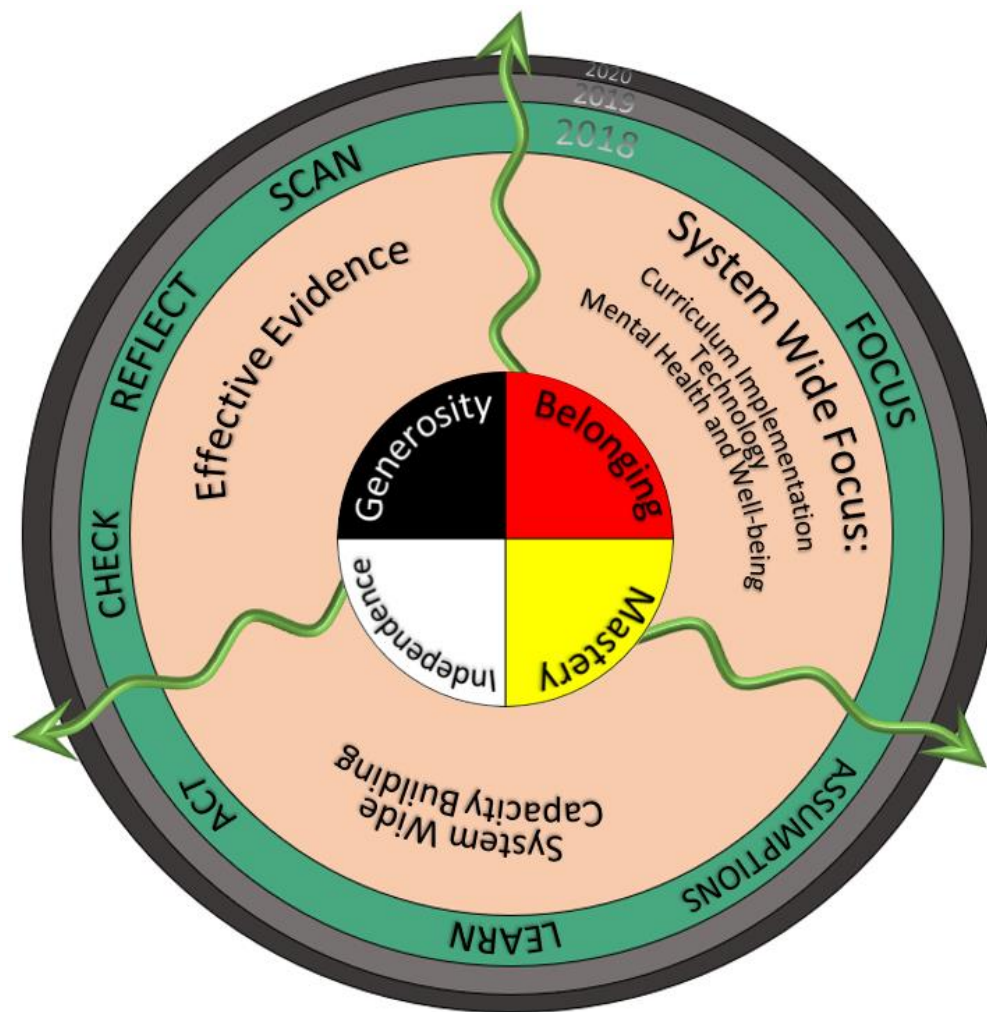 2020
2019
2018
SCAN
FOCUS
ASSUMPTIONS
LEARN
ACT
CHECK
REFLECT
Effective Evidence
System Wide Focus:
Curriculum Implementation
Technology
Mental Health and Well-being
System Wide
Capacity Building
Generosity
Belonging
Mastery
Independence